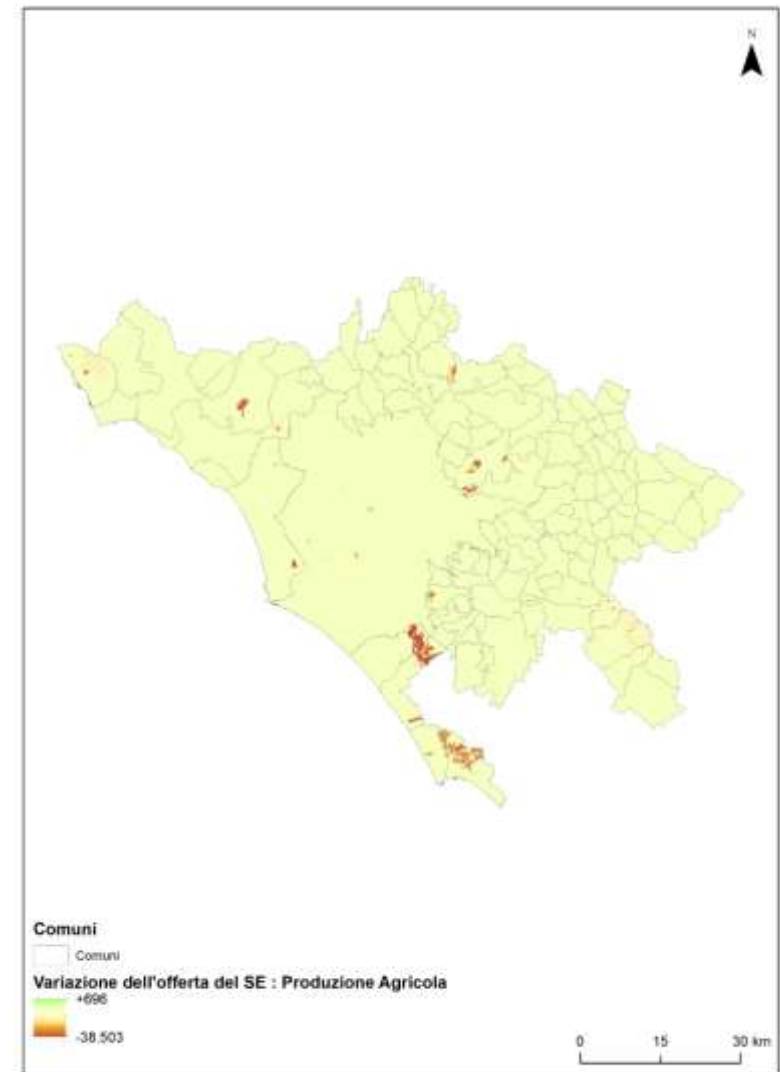 N
Comuni
Comuni
Variazione dell'offerta del SE : Produzione Agricola
+696
-38.503
0 15 30 km